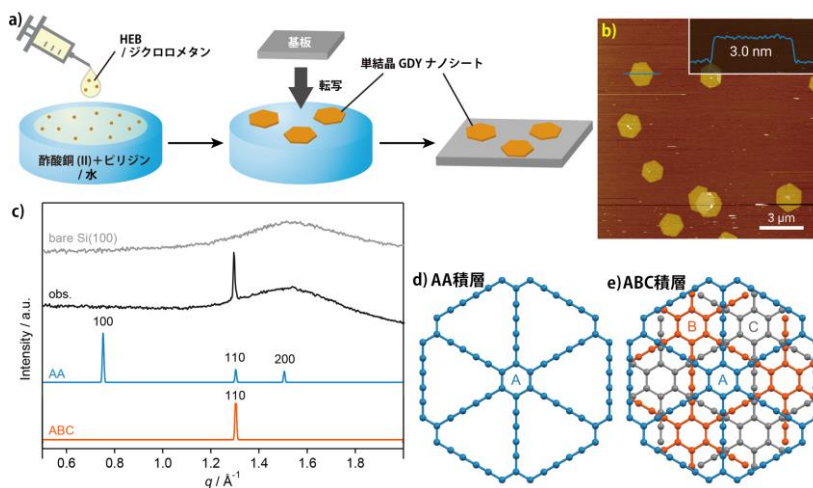 a)
HEB
/ ジクロロメタン
基板
転写
単結晶 GDY ナノシート
酢酸銅 (II)＋ピリジン
/ 水
b)
3.0 nm
3 μm
c)
bare Si(100)
obs.
100
AA
110
200
110
ABC
Intensity / a.u.
0.6
0.8
1.0
1.2
1.4
1.6
1.8
q / Å⁻¹
d) AA積層
A
e) ABC積層
B
C
A